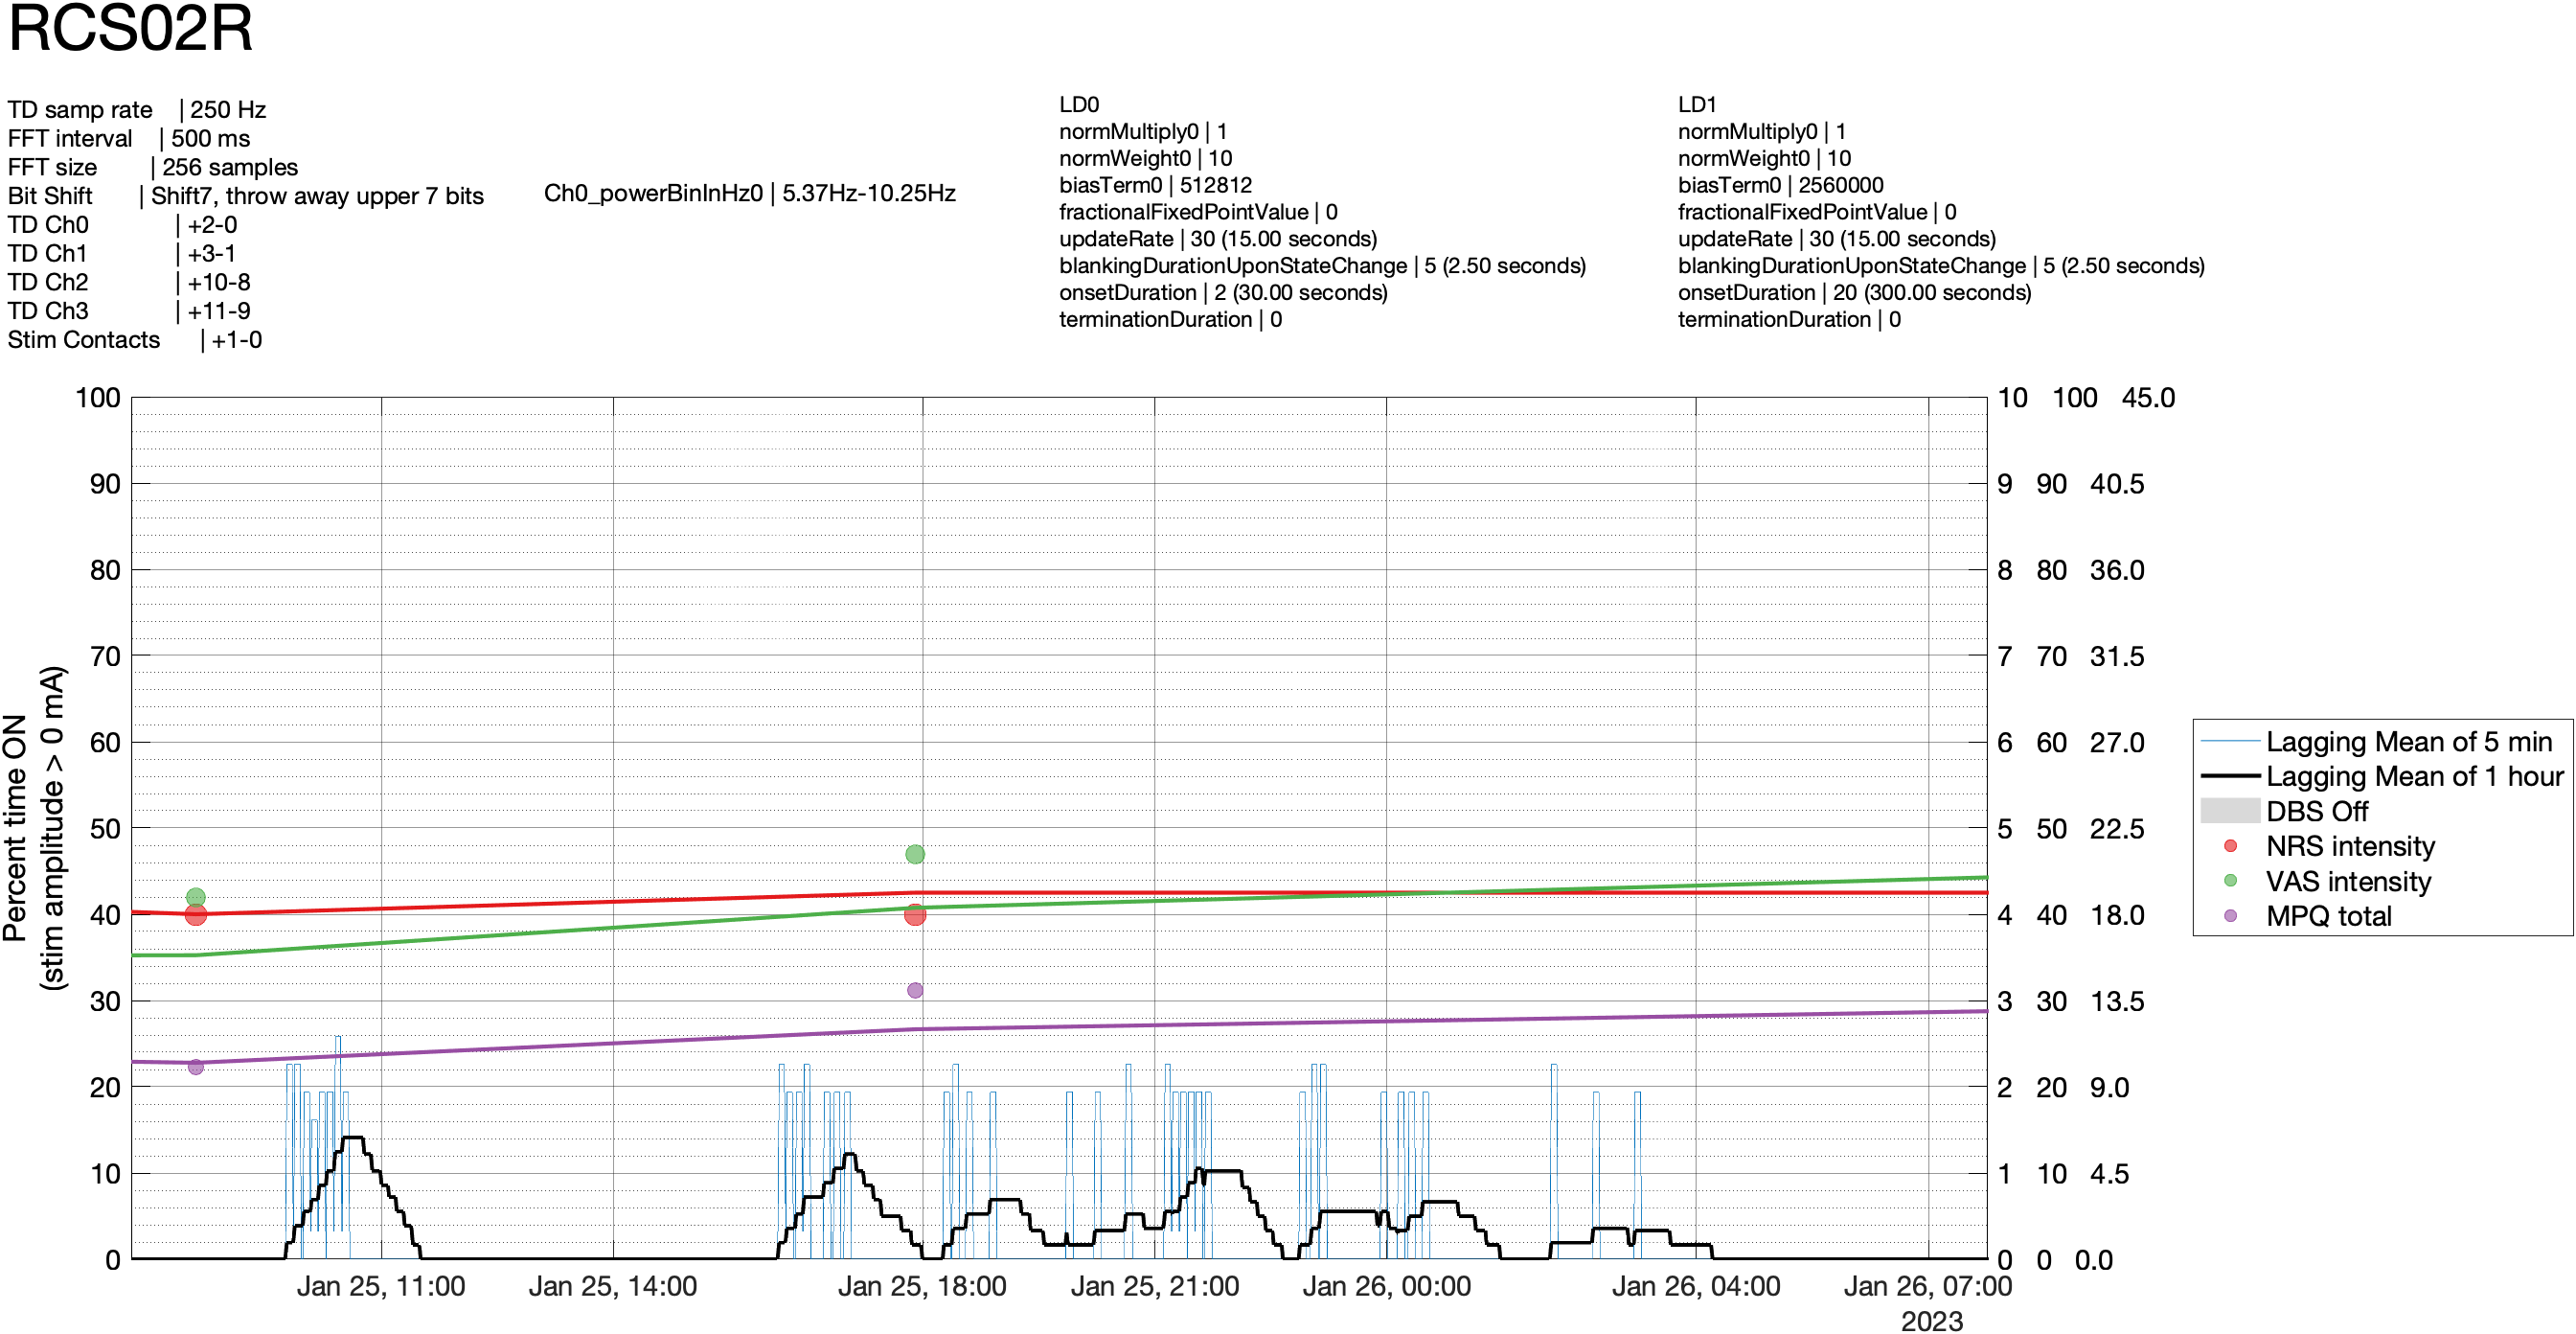 RCS02R
TD samp rate | 250 Hz
FFT interval | 500 ms
FFT size | 256 samples
Bit Shift | Shift7, throw away upper 7 bits
TD Ch0 | +2-0
TD Ch1 | +3-1
TD Ch2 | +10-8
TD Ch3 | +11-9
Stim Contacts | +1-0
Ch0_powerBinInHz0 | 5.37Hz-10.25Hz
LD0
normMultiply0 | 1
normWeight0 | 10
biasTerm0 | 512812
fractionalFixedPointValue | 0
updateRate | 30 (15.00 seconds)
blankingDurationUponStateChange | 5 (2.50 seconds)
onsetDuration | 2 (30.00 seconds)
terminationDuration | 0
LD1
normMultiply0 | 1
normWeight0 | 10
biasTerm0 | 2560000
fractionalFixedPointValue | 0
updateRate | 30 (15.00 seconds)
blankingDurationUponStateChange | 5 (2.50 seconds)
onsetDuration | 20 (300.00 seconds)
terminationDuration | 0
Percent time ON
(stim amplitude > 0 mA)
100
90
80
70
60
50
40
30
20
10
0
10 100 45.0
9 90 40.5
8 80 36.0
7 70 31.5
6 60 27.0
5 50 22.5
4 40 18.0
3 30 13.5
2 20 9.0
1 10 4.5
0 0 0.0
Jan 25, 11:00 Jan 25, 14:00 Jan 25, 18:00 Jan 25, 21:00 Jan 26, 00:00 Jan 26, 04:00 Jan 26, 07:00
2023
Lagging Mean of 5 min
Lagging Mean of 1 hour
DBS Off
NRS intensity
VAS intensity
MPQ total